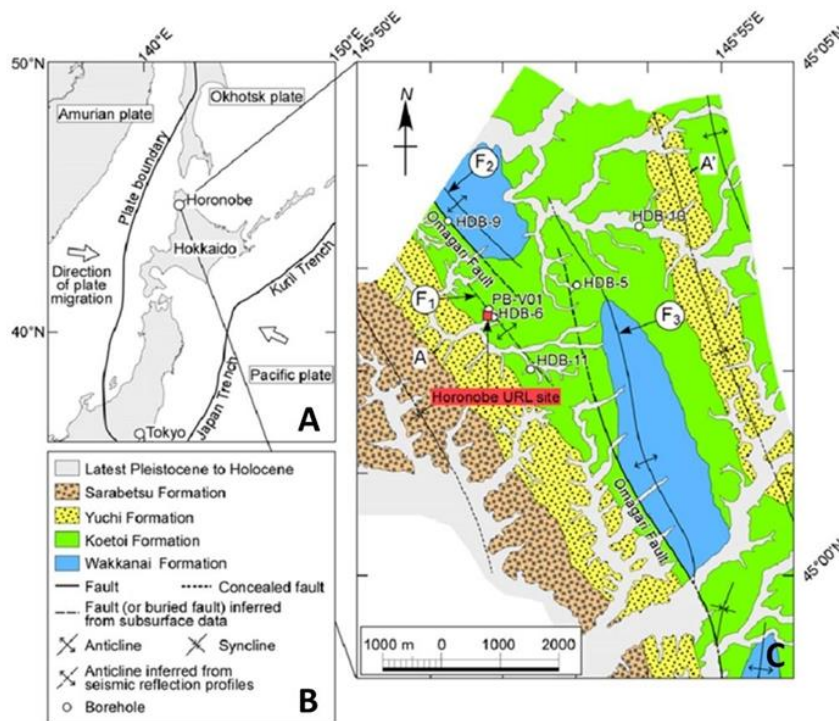 140°E
150°E
50°N
Okhotsk plate
Amurian plate
Plate boundary
Horonobe
Hokkaido
Direction
of plate
migration
Kuril Trench
40°N
Japan Trench
Pacific plate
Tokyo
A
Latest Pleistocene to Holocene
Sarabetsu Formation
Yuchi Formation
Koetoi Formation
Wakkanai Formation
Fault
Concealed fault
Fault (or buried fault) inferred
from subsurface data
Anticline
Syncline
Anticline inferred from
seismic reflection profiles
Borehole
B
145°50'
145°55'
45°05'
N
A'
F2
HDB-9
HDB-10
Omagari Fault
HDB-5
F1
PB-V01
HDB-6
F3
A
HDB-11
Horonobe URL site
Omagari Fault
45°00'
1000 m 0 1000 2000
C